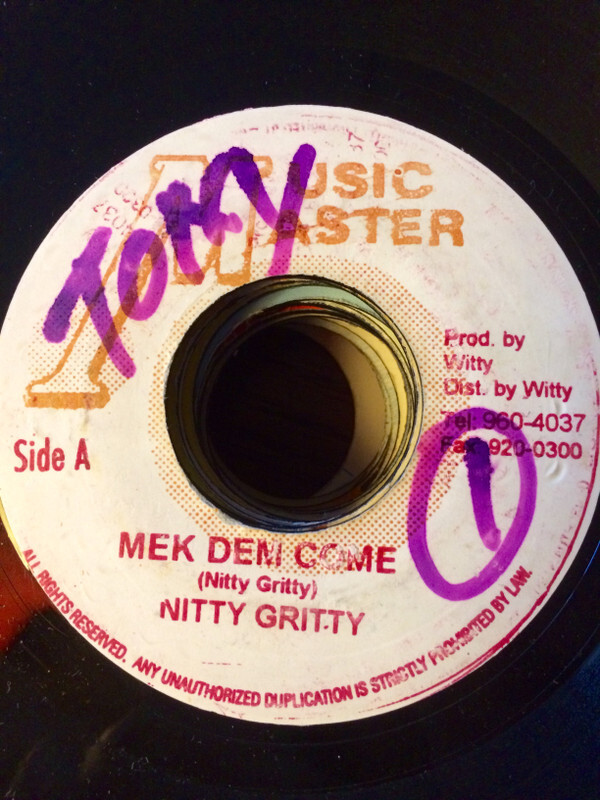 MUSIC
MASTER
Prod. by
Witty
Dist. by Witty
Tel: 960-4037
Fax: 920-0300
1
Side A
MEK DEM COME
(Nitty Gritty)
NITTY GRITTY
ALL RIGHTS RESERVED. ANY UNAUTHORIZED DUPLICATION IS STRICTLY PROHIBITED BY LAW.